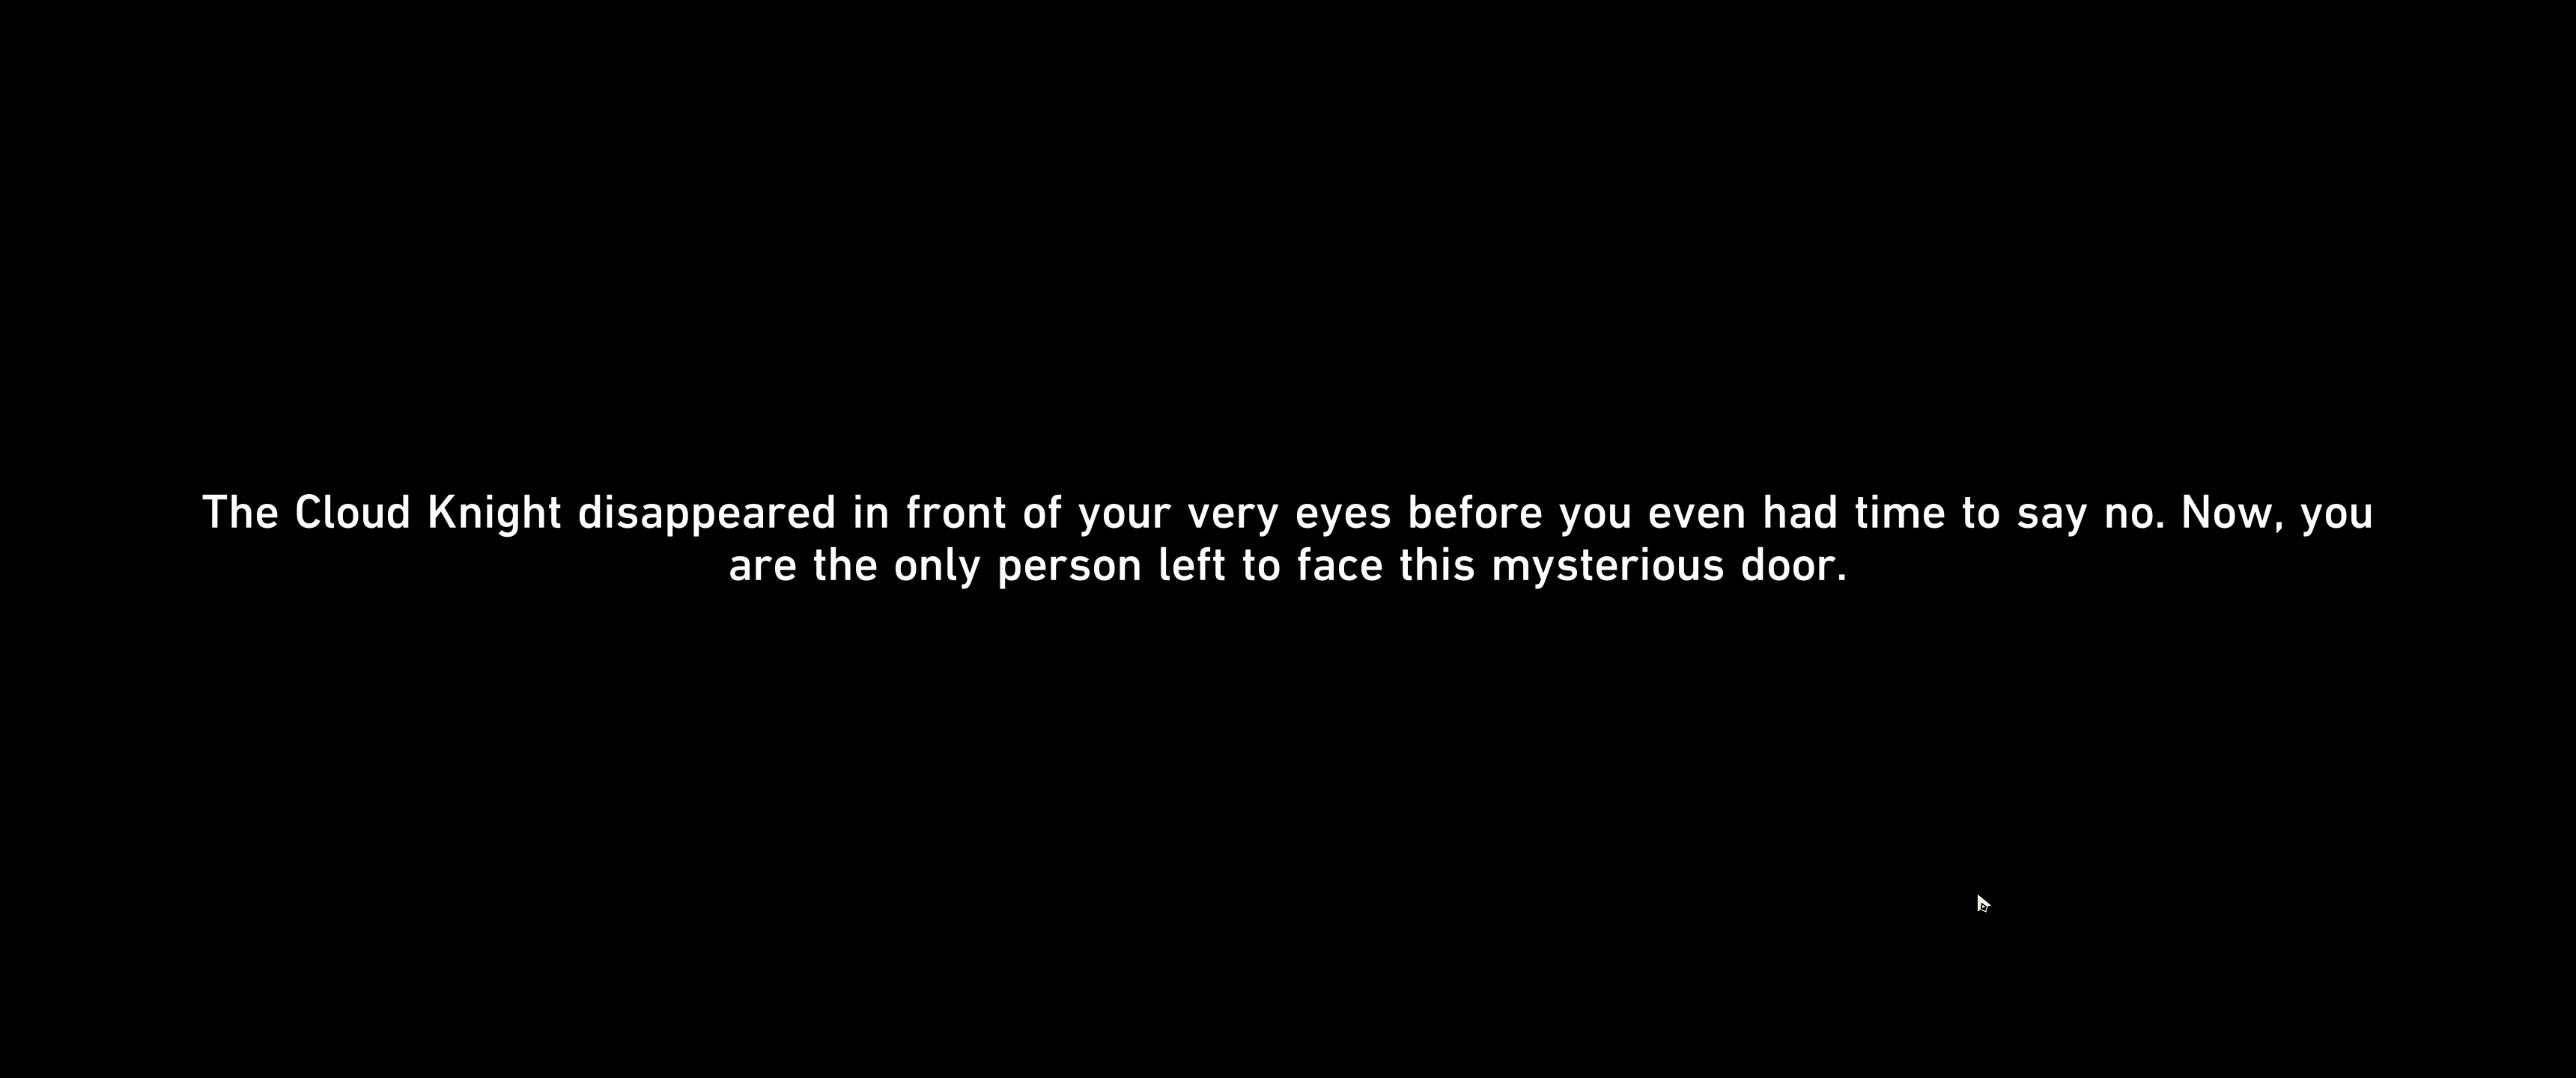 The Cloud Knight disappeared in front of your very eyes before you even had time to say no. Now, you
are the only person left to face this mysterious door.